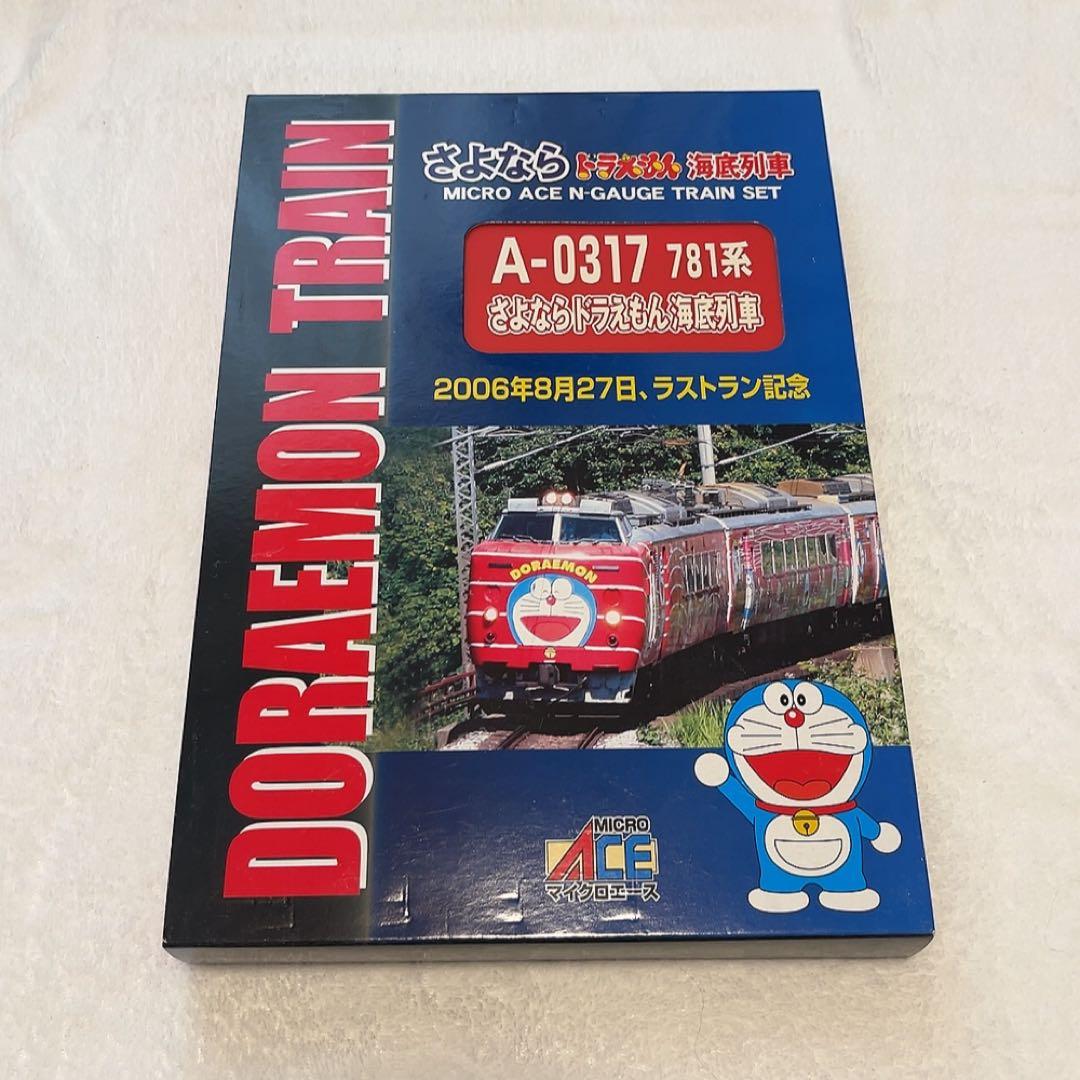 DORAEMON TRAIN
さよなら ドラえもん 海底列車
MICRO ACE N-GAUGE TRAIN SET
A-0317 781系
さよならドラえもん海底列車
2006年8月27日、ラストラン記念
DORAEMON
MICRO
ACE
マイクロエース